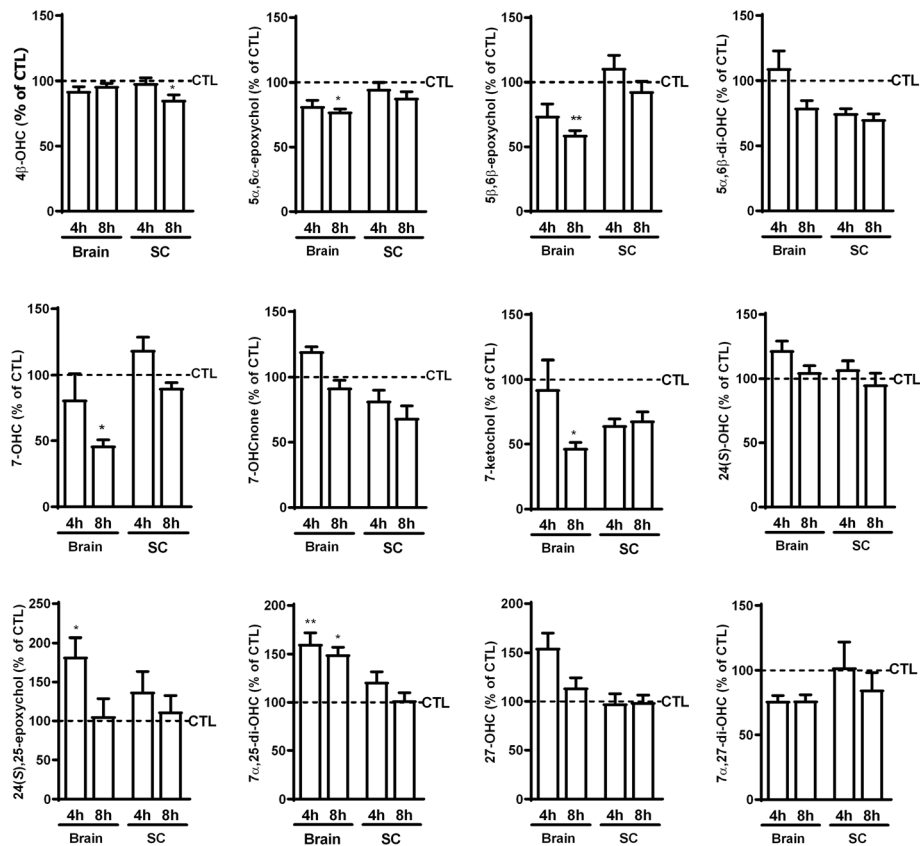 4β-OHC (% of CTL)
150
100
50
0
CTL
*
4h 8h 4h 8h
Brain SC
5α,6α-epoxychol (% of CTL)
150
100
50
0
CTL
*
4h 8h 4h 8h
Brain SC
5β,6β-epoxychol (% of CTL)
150
100
50
0
CTL
**
4h 8h 4h 8h
Brain SC
5α,6β-di-OHC (% of CTL)
150
100
50
0
CTL
4h 8h 4h 8h
Brain SC
7-OHC (% of CTL)
150
100
50
0
CTL
*
4h 8h 4h 8h
Brain SC
7-OHCnone (% of CTL)
150
100
50
0
CTL
4h 8h 4h 8h
Brain SC
7-ketochol (% of CTL)
150
100
50
0
CTL
*
4h 8h 4h 8h
Brain SC
24(S)-OHC (% of CTL)
150
100
50
0
CTL
4h 8h 4h 8h
Brain SC
24(S),25-epoxychol (% of CTL)
250
200
150
100
50
0
CTL
*
4h 8h 4h 8h
Brain SC
7α,25-di-OHC (% of CTL)
200
150
100
50
0
CTL
** *
4h 8h 4h 8h
Brain SC
27-OHC (% of CTL)
200
150
100
50
0
CTL
4h 8h 4h 8h
Brain SC
7α,27-di-OHC (% of CTL)
150
100
50
0
CTL
4h 8h 4h 8h
Brain SC